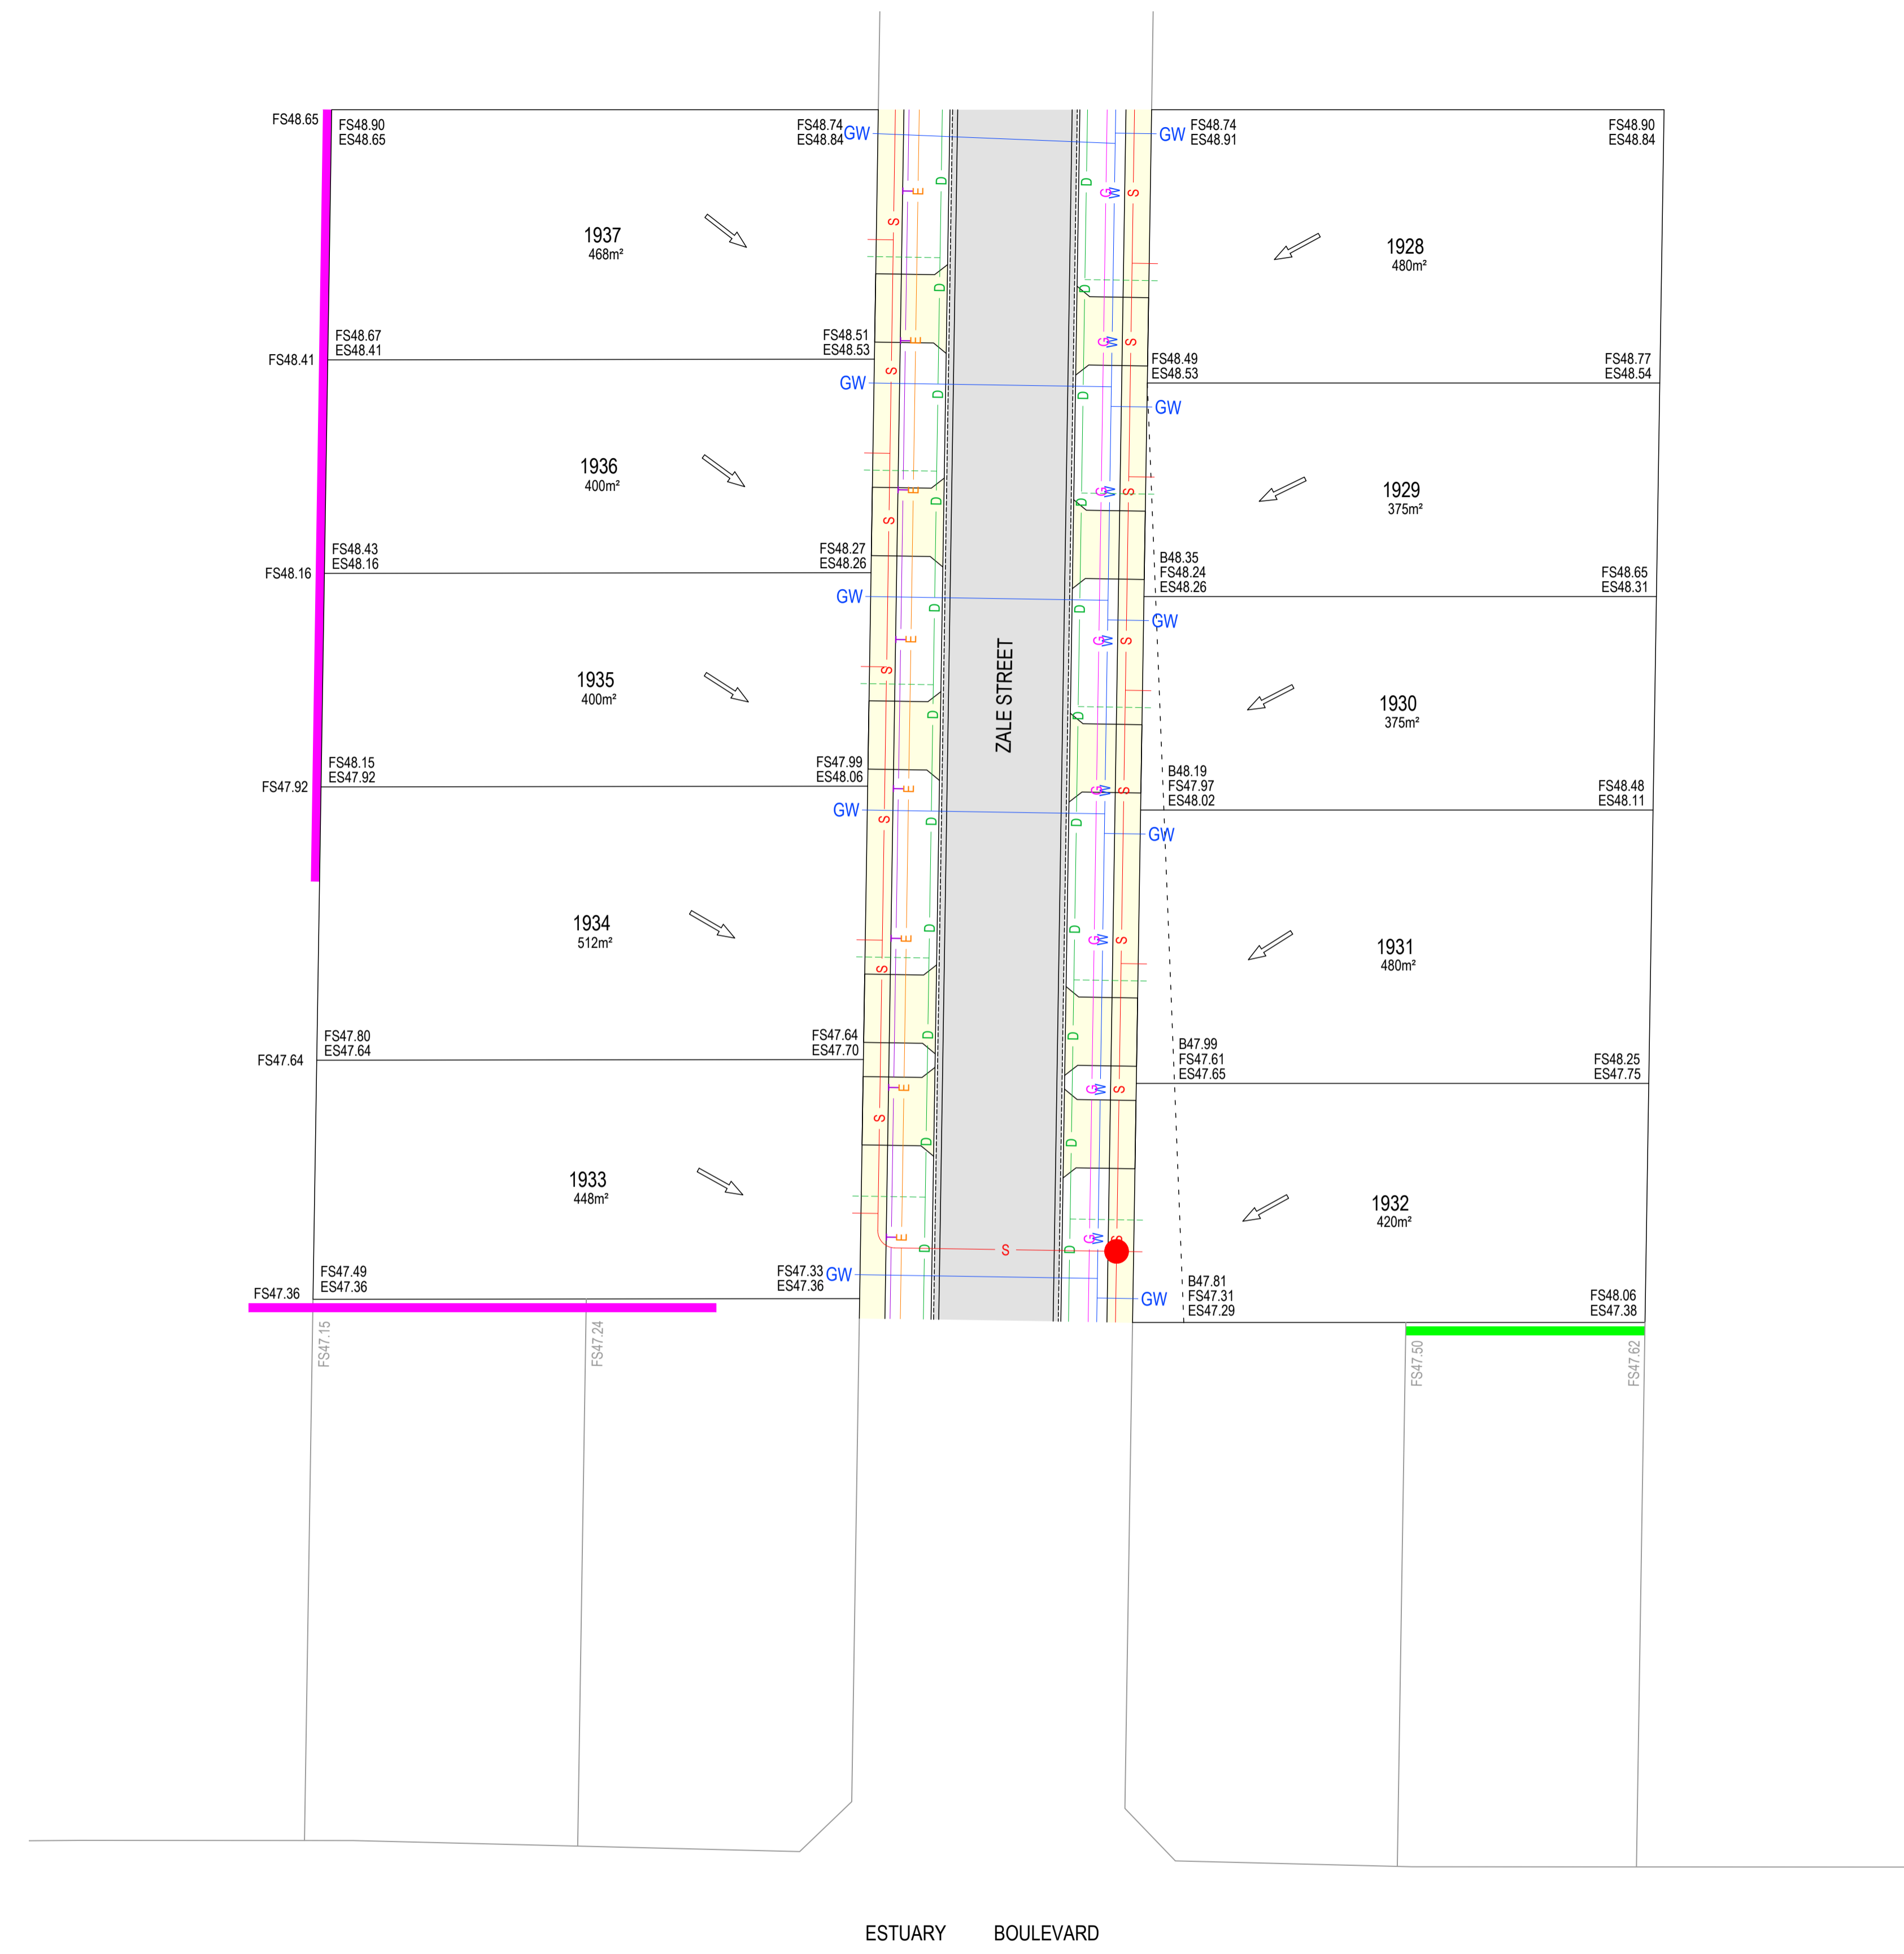 FS48.65
FS48.90
ES48.65
FS48.74
ES48.84
GW
GW
FS48.74
ES48.91
FS48.90
ES48.84
D
D
T
E
G
W
S
S
1937
468m²
1928
480m²
D
D
FS48.67
ES48.41
FS48.51
ES48.53
FS48.41
T
E
G
W
S
FS48.49
ES48.53
FS48.77
ES48.54
S
GW
D
D
GW
1936
400m²
T
E
G
W
S
1929
375m²
D
D
S
FS48.43
ES48.16
FS48.27
ES48.26
FS48.16
B48.35
FS48.24
ES48.26
FS48.65
ES48.31
GW
D
D
GW
T
E
G
W
S
ZALE STREET
S
1935
400m²
1930
375m²
D
D
FS48.15
ES47.92
FS47.99
ES48.06
FS47.92
T
E
G
W
S
B48.19
FS47.97
ES48.02
FS48.48
ES48.11
GW
S
D
D
GW
1934
512m²
T
E
D
D
G
W
S
1931
480m²
S
FS47.80
ES47.64
FS47.64
ES47.70
FS47.64
D
D
B47.99
FS47.61
ES47.65
FS48.25
ES47.75
T
E
G
W
S
S
D
D
1933
448m²
1932
420m²
T
E
G
W
S
D
S
D
FS47.49
ES47.36
FS47.33
ES47.36
GW
FS47.36
GW
B47.81
FS47.31
ES47.29
FS48.06
ES47.38
FS47.15
FS47.24
FS47.50
FS47.62
ESTUARY BOULEVARD